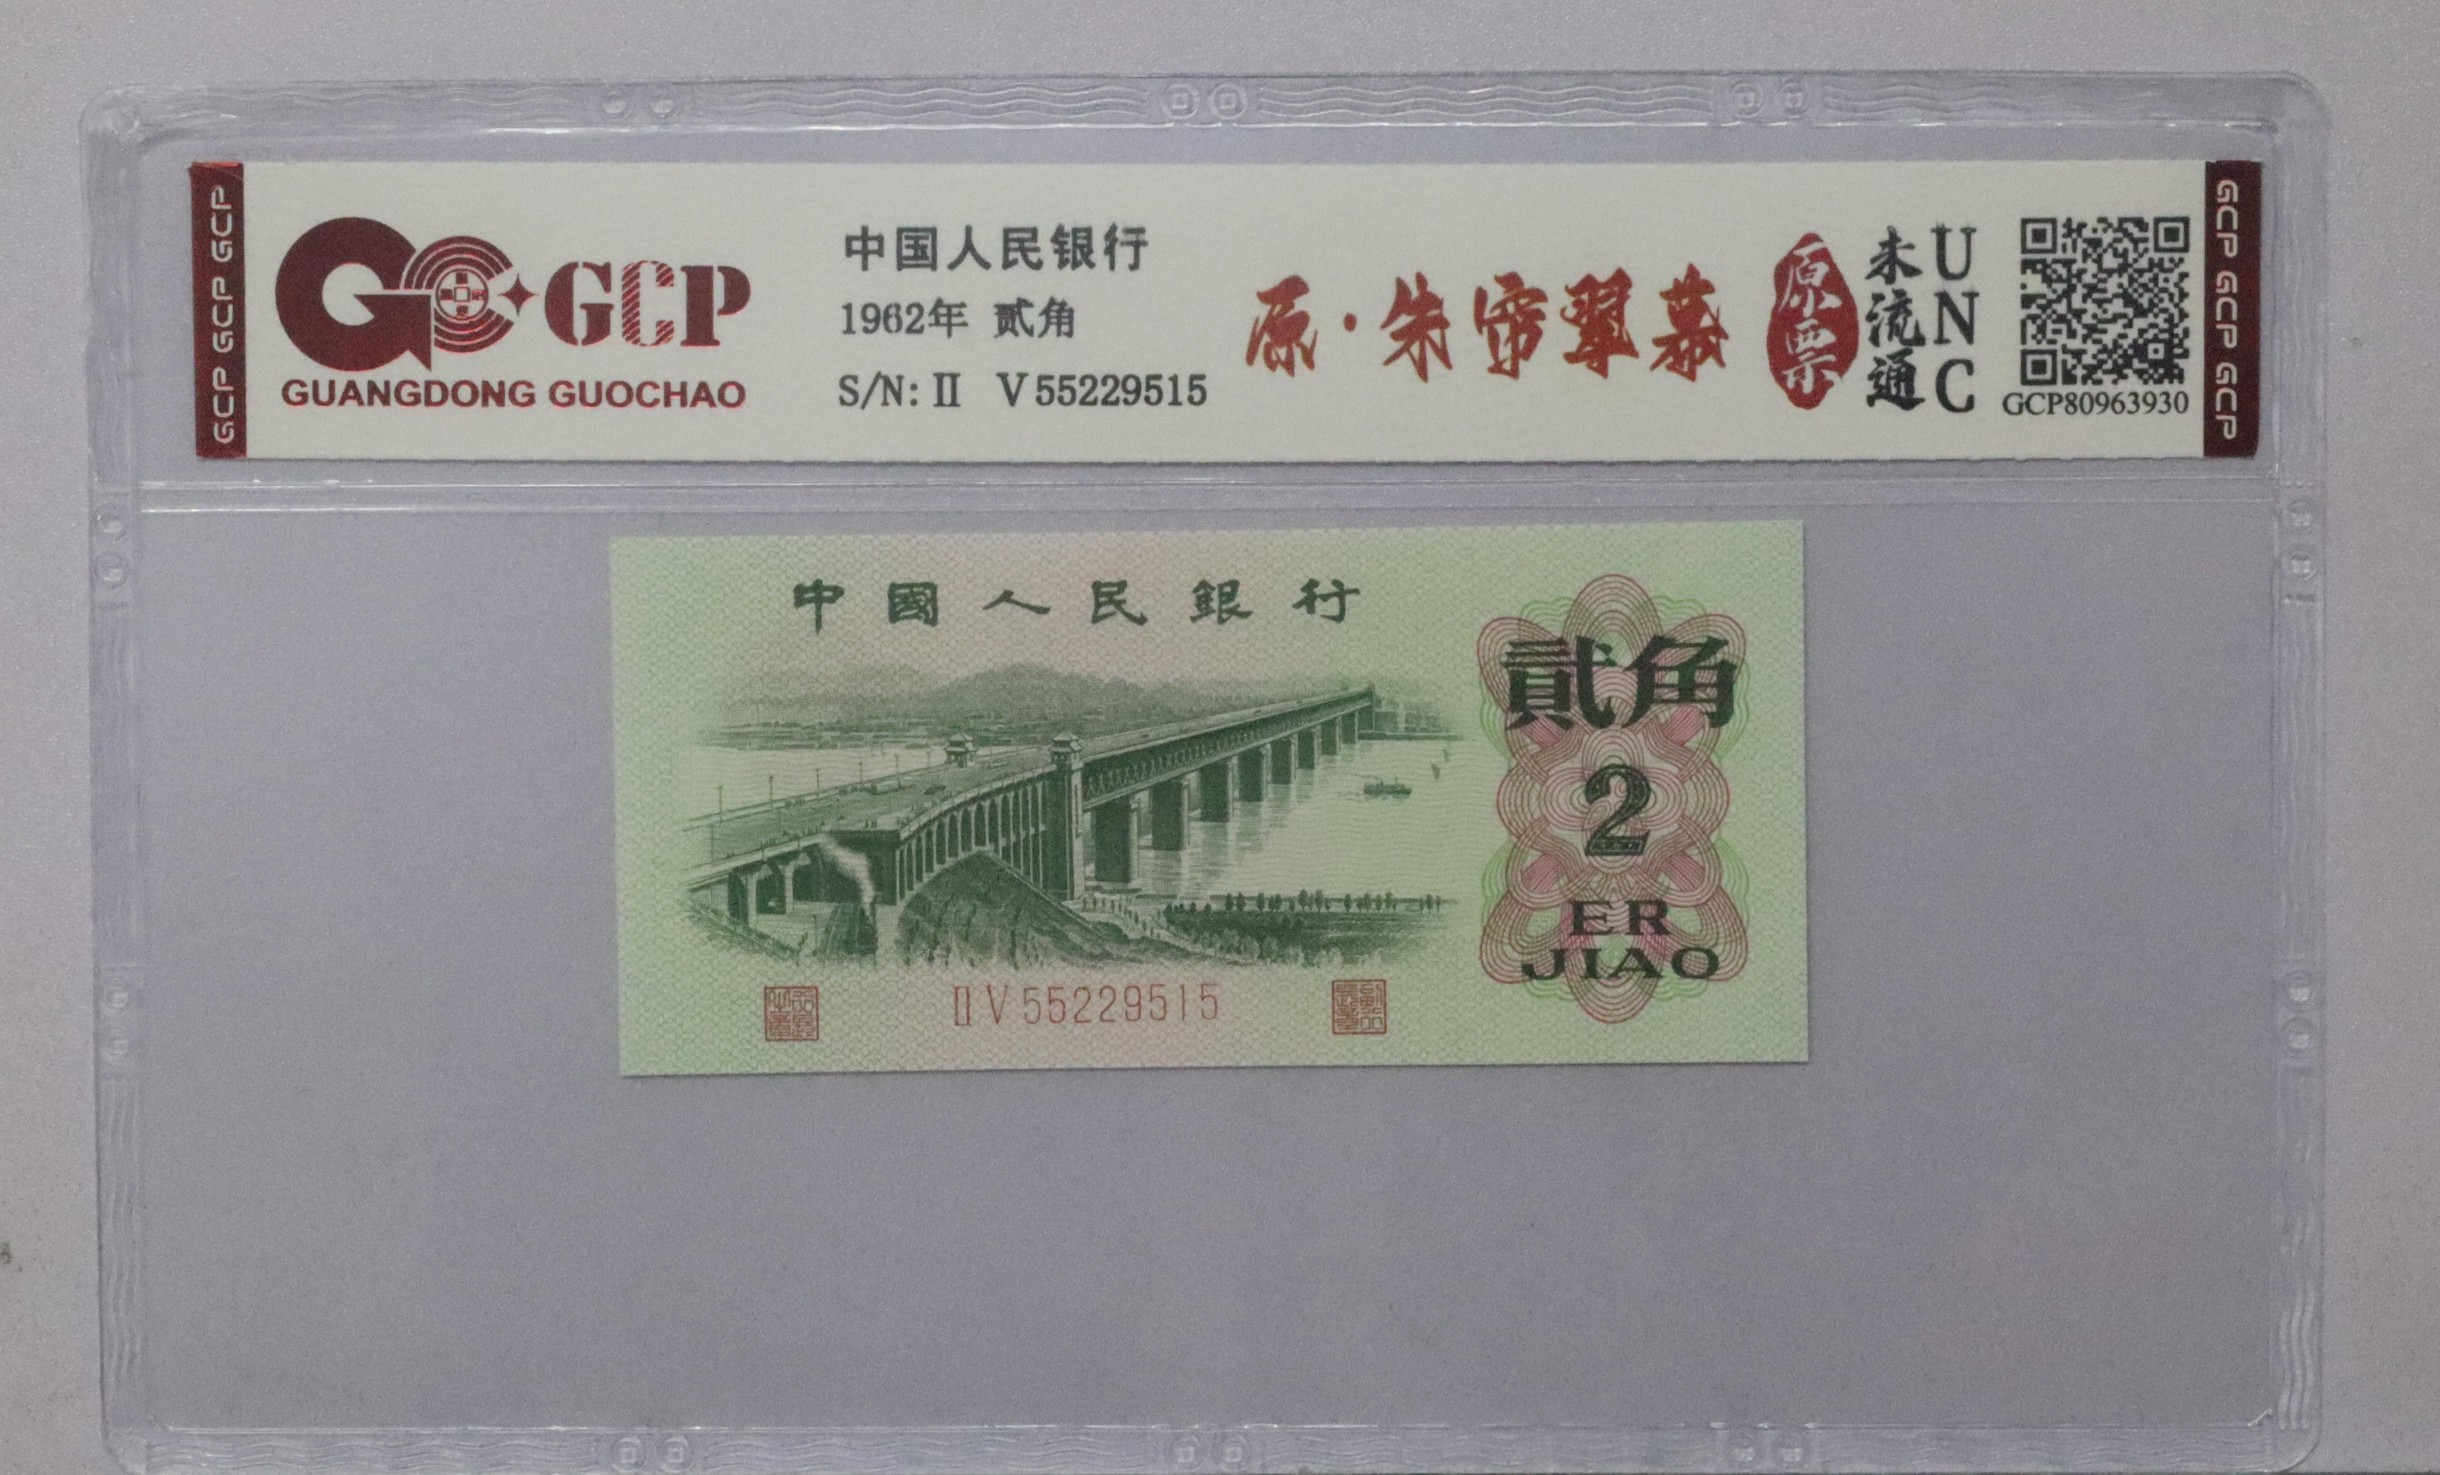 GCP GCP GCP
GCP
GUANGDONG GUOCHAO
中国人民银行
1962年 贰角
S/N: II V 55229515
原·朱帘翠幕
原票
未流通
UNC
GCP80963930
GCP GCP GCP
中國人民銀行
貳角
2
ER
JIAO
II V 55229515